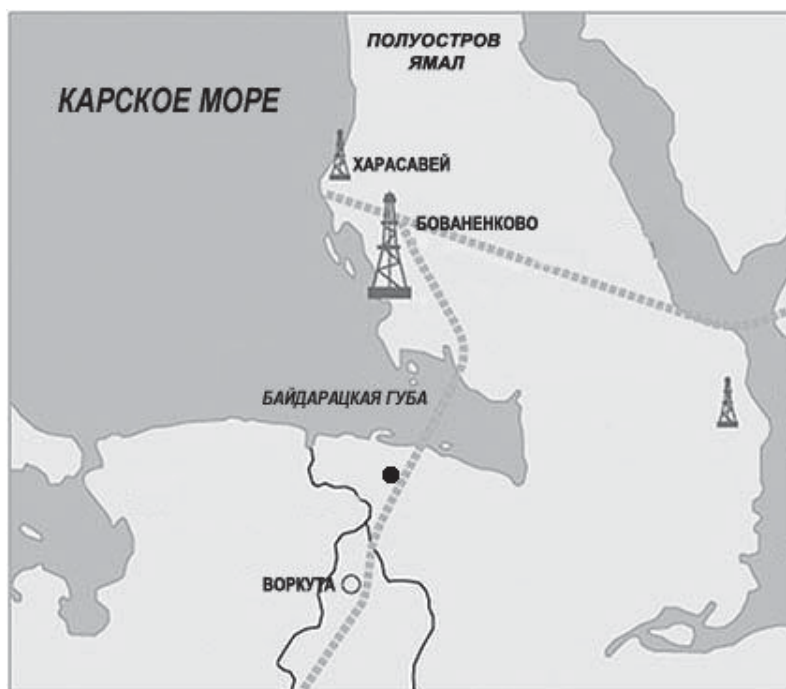 ПОЛУОСТРОВ
ЯМАЛ
КАРСКОЕ МОРЕ
ХАРАСАВЕЙ
БОВАНЕНКОВО
БАЙДАРАЦКАЯ ГУБА
ВОРКУТА